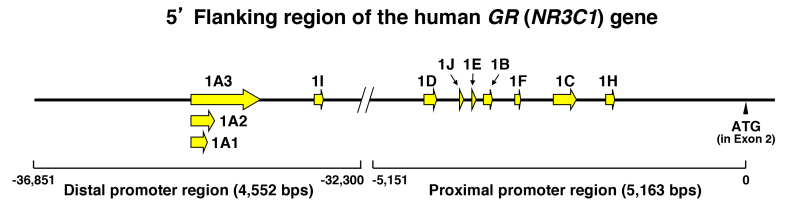 5’ Flanking region of the human GR (NR3C1) gene
1J 1E 1B
1A3 1I 1D 1F 1C 1H
1A2
1A1
ATG
(in Exon 2)
-36,851 -32,300 -5,151 0
Distal promoter region (4,552 bps) Proximal promoter region (5,163 bps)